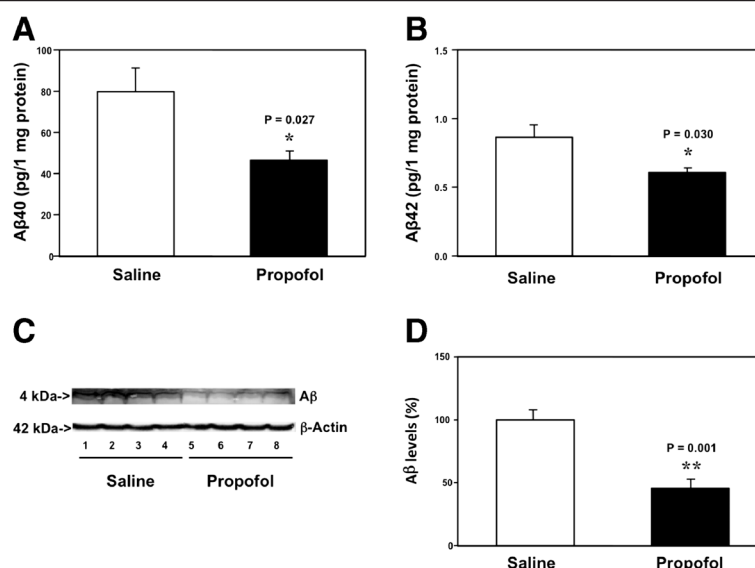 A
Aβ40 (pg/1 mg protein)
100
80
60
40
20
0
P = 0.027
*
Saline
Propofol
B
Aβ42 (pg/1 mg protein)
1.5
1.0
0.5
0.0
P = 0.030
*
Saline
Propofol
C
4 kDa->
Aβ
42 kDa->
β-Actin
1 2 3 4 5 6 7 8
Saline
Propofol
D
Aβ levels (%)
150
100
50
0
P = 0.001
**
Saline
Propofol